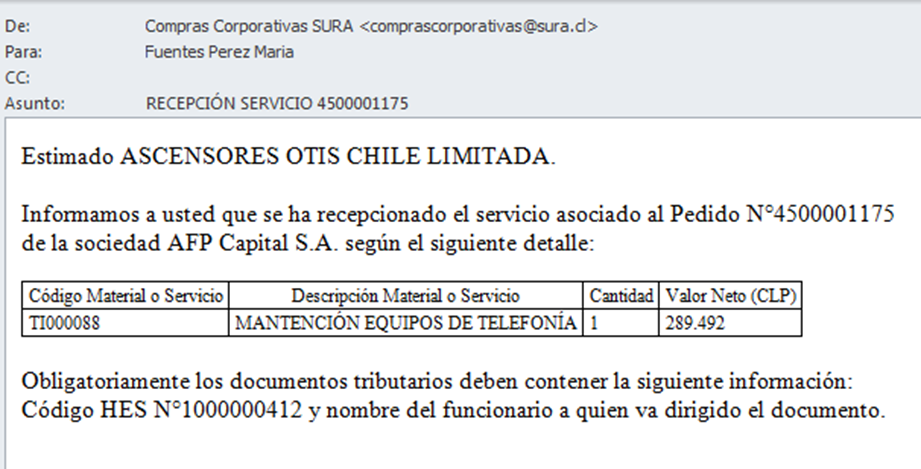 De: Compras Corporativas SURA <comprascorporativas@sura.cl>
Para: Fuentes Perez Maria
CC:
Asunto: RECEPCIÓN SERVICIO 4500001175
Estimado ASCENSORES OTIS CHILE LIMITADA.
Informamos a usted que se ha recepcionado el servicio asociado al Pedido N°4500001175
de la sociedad AFP Capital S.A. según el siguiente detalle:
Código Material o Servicio Descripción Material o Servicio Cantidad Valor Neto (CLP)
TI000088 MANTENCIÓN EQUIPOS DE TELEFONÍA 1 289.492
Obligatoriamente los documentos tributarios deben contener la siguiente información:
Código HES N°1000000412 y nombre del funcionario a quien va dirigido el documento.